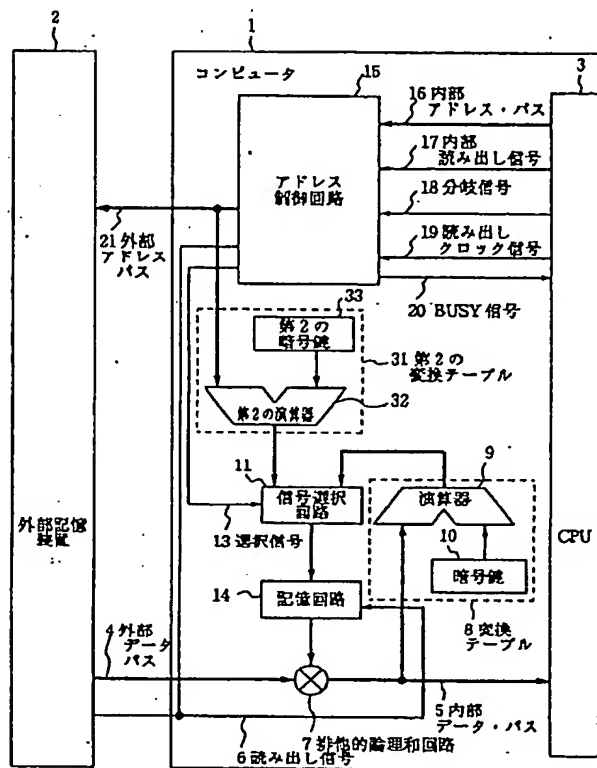 2
1
3
コンピュータ
15
16 内部
アドレス・バス
17 内部
読み出し信号
アドレス
制御回路
18 分岐信号
19 読み出し
クロック信号
21 外部
アドレス
バス
20 BUSY 信号
33
第2の
暗号鍵
31 第2の
変換テーブル
第2の演算器
32
11
9
信号選択
回路
演算器
外部記憶
装置
13 選択信号
10
CPU
14
記憶回路
暗号鍵
4 外部
データ
バス
8 変換
テーブル
5 内部
データ・バス
7 排他的論理和回路
6 読み出し信号